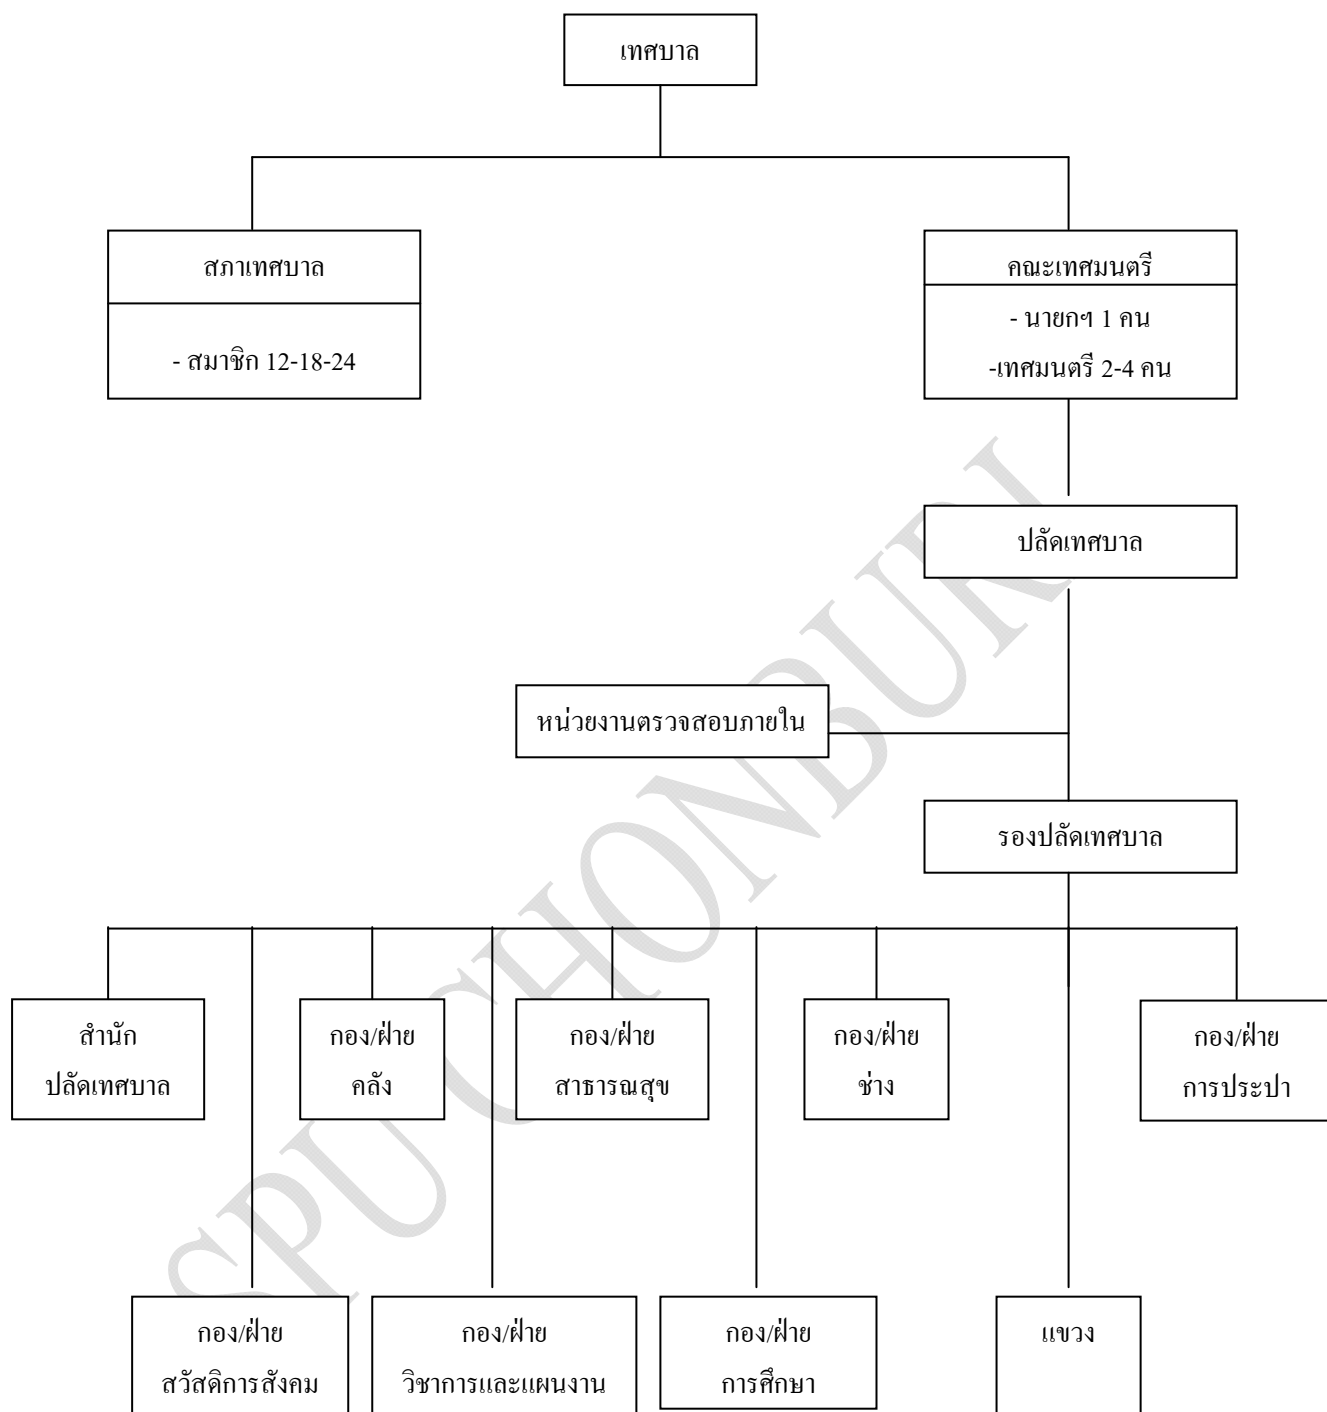 เทศบาล
สภาเทศบาล
- สมาชิก 12-18-24
คณะเทศมนตรี
- นายกฯ 1 คน
-เทศมนตรี 2-4 คน
ปลัดเทศบาล
หน่วยงานตรวจสอบภายใน
รองปลัดเทศบาล
สำนัก
ปลัดเทศบาล
กอง/ฝ่าย
คลัง
กอง/ฝ่าย
สาธารณสุข
กอง/ฝ่าย
ช่าง
กอง/ฝ่าย
การประปา
กอง/ฝ่าย
สวัสดิการสังคม
กอง/ฝ่าย
วิชาการและแผนงาน
กอง/ฝ่าย
การศึกษา
แขวง
SPU CHONBURI